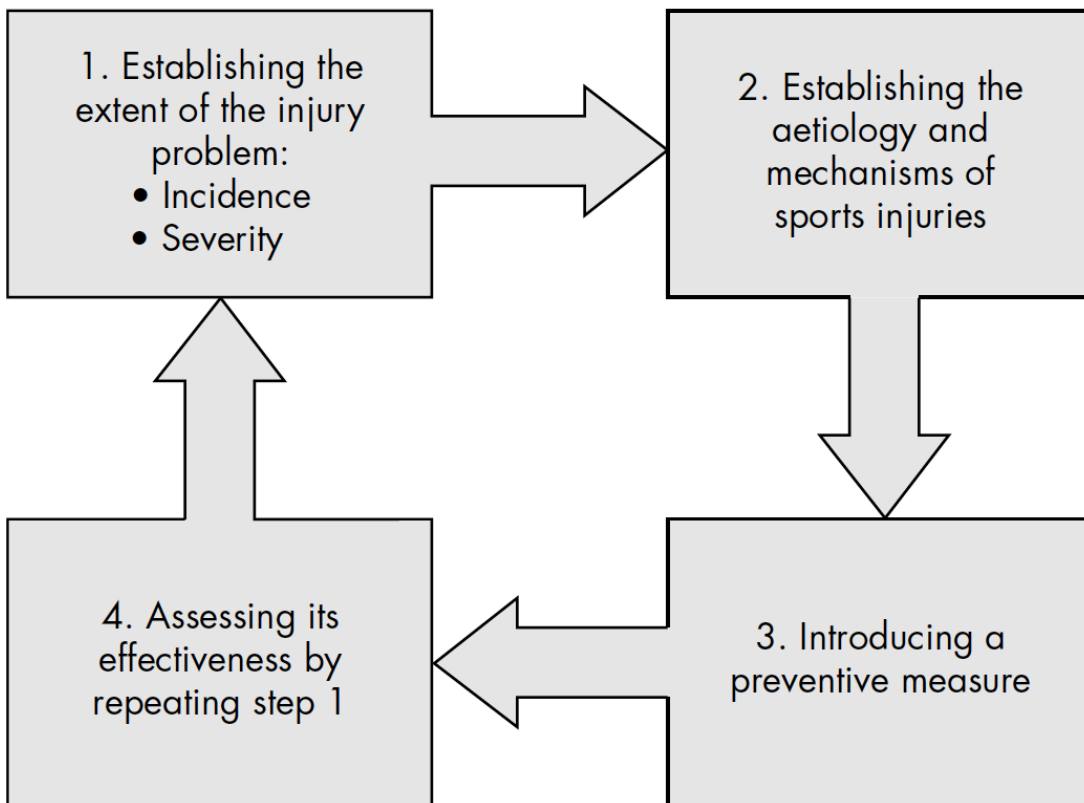 1. Establishing the
extent of the injury
problem:
• Incidence
• Severity
2. Establishing the
aetiology and
mechanisms of
sports injuries
3. Introducing a
preventive measure
4. Assessing its
effectiveness by
repeating step 1